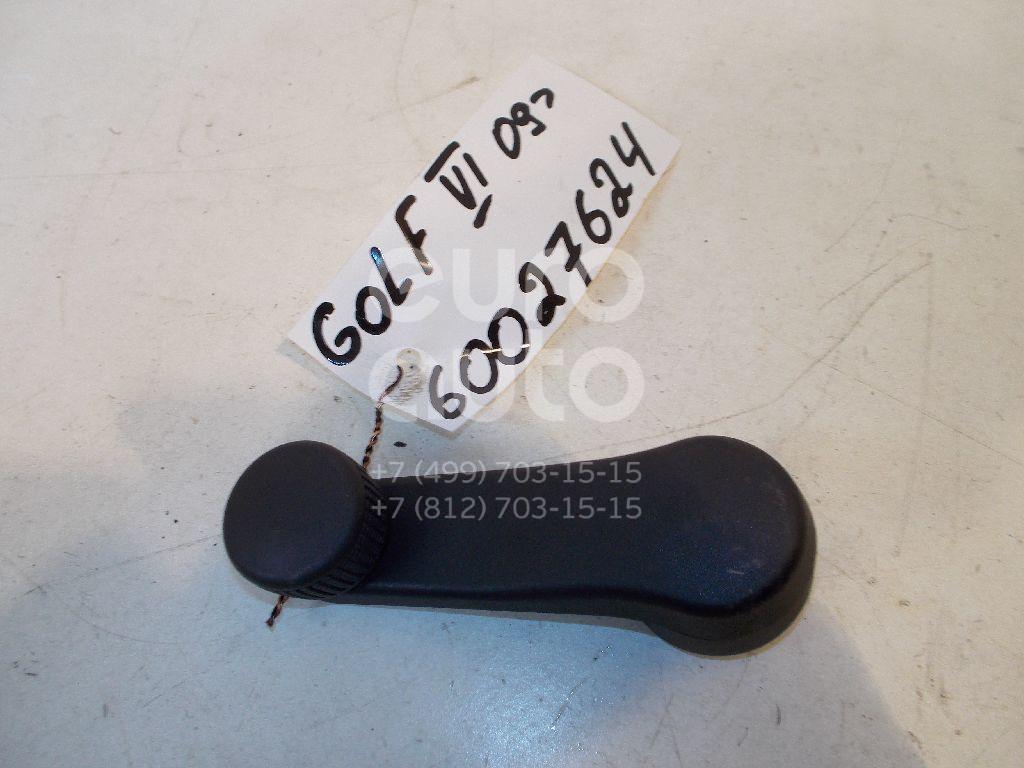 GOLF VI 09>
60027624
euro
auto
+7 (499) 703-15-15
+7 (812) 703-15-15